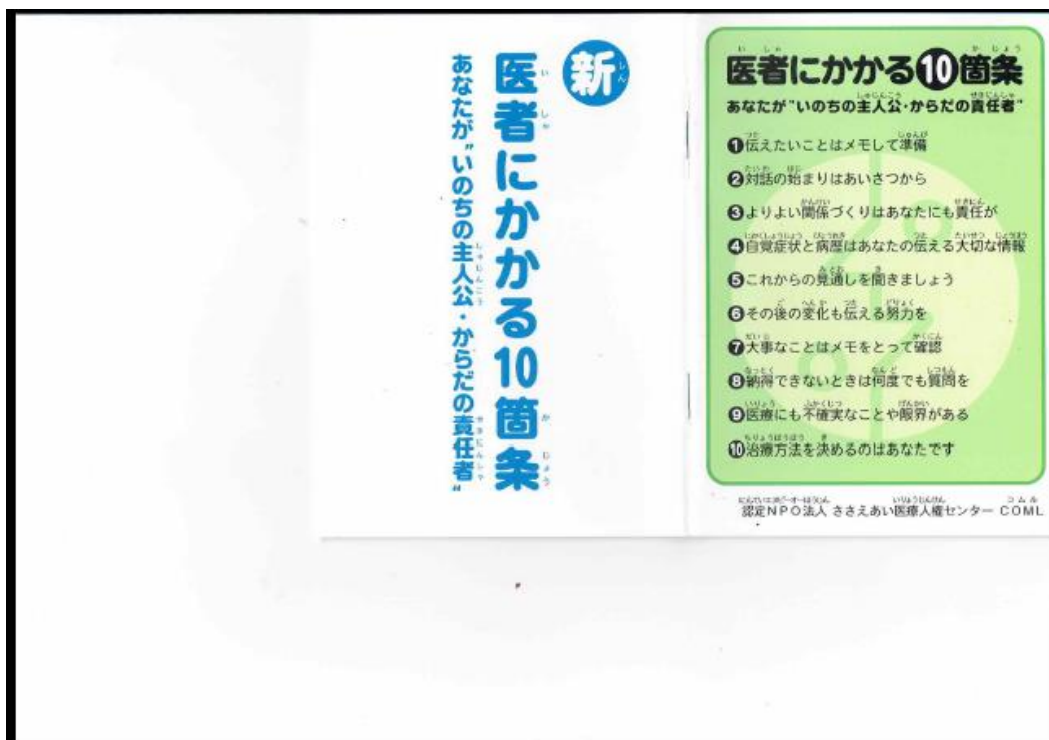 新
医者にかかる10箇条
あなたが“いのちの主人公・からだの責任者”
医者にかかる10箇条
あなたが“いのちの主人公・からだの責任者”
❶伝えたいことはメモして準備
❷対話の始まりはあいさつから
❸よりよい関係づくりはあなたにも責任が
❹自覚症状と病歴はあなたの伝える大切な情報
❺これからの見通しを聞きましょう
❻その後の変化も伝える努力を
❼大事なことはメモをとって確認
❽納得できないときは何度でも質問を
❾医療にも不確実なことや限界がある
❿治療方法を決めるのはあなたです
認定NPO法人 ささえあい医療人権センター COML